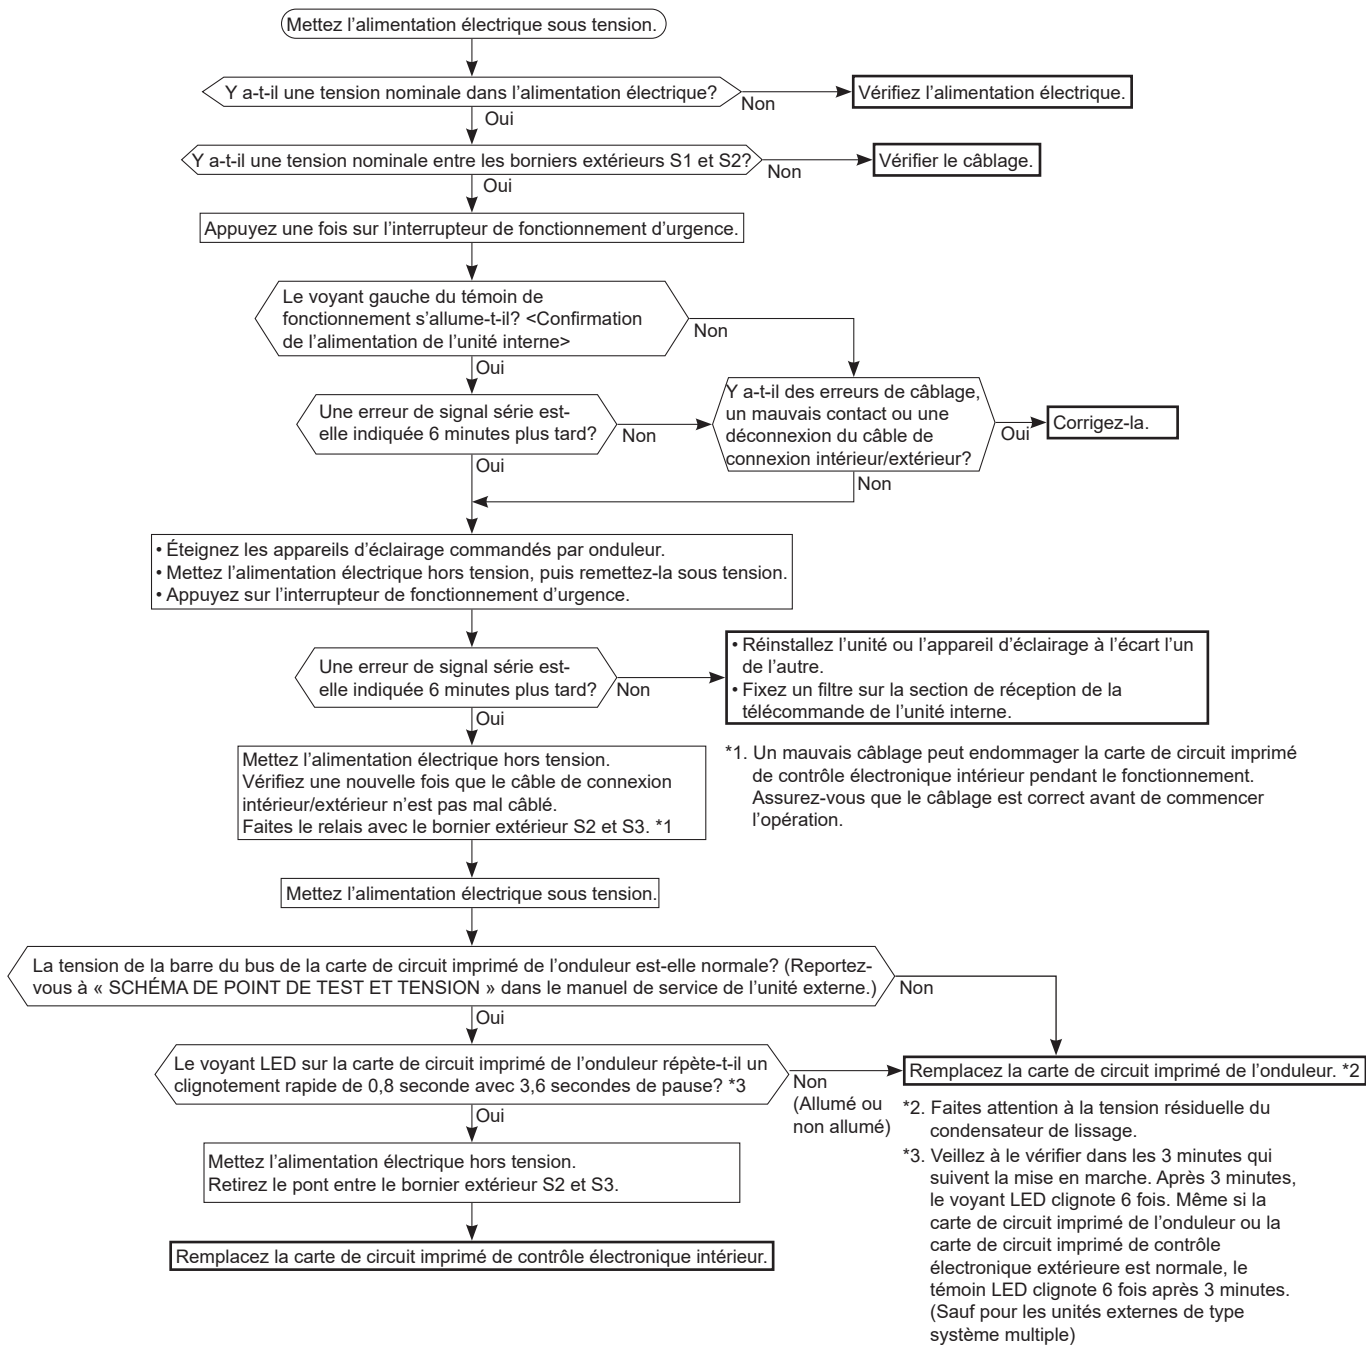 Mettez l’alimentation électrique sous tension.
Y a-t-il une tension nominale dans l’alimentation électrique?
Non
Vérifiez l’alimentation électrique.
Oui
Y a-t-il une tension nominale entre les borniers extérieurs S1 et S2?
Non
Vérifier le câblage.
Oui
Appuyez une fois sur l’interrupteur de fonctionnement d’urgence.
Le voyant gauche du témoin de
fonctionnement s’allume-t-il? <Confirmation
de l’alimentation de l’unité interne>
Non
Oui
Une erreur de signal série est-
elle indiquée 6 minutes plus tard?
Non
Y a-t-il des erreurs de câblage,
un mauvais contact ou une
déconnexion du câble de
connexion intérieur/extérieur?
Oui
Corrigez-la.
Oui
Non
• Éteignez les appareils d’éclairage commandés par onduleur.
• Mettez l’alimentation électrique hors tension, puis remettez-la sous tension.
• Appuyez sur l’interrupteur de fonctionnement d’urgence.
Une erreur de signal série est-
elle indiquée 6 minutes plus tard?
Non
• Réinstallez l’unité ou l’appareil d’éclairage à l’écart l’un
de l’autre.
• Fixez un filtre sur la section de réception de la
télécommande de l’unité interne.
Oui
Mettez l’alimentation électrique hors tension.
Vérifiez une nouvelle fois que le câble de connexion
intérieur/extérieur n’est pas mal câblé.
Faites le relais avec le bornier extérieur S2 et S3. *1
*1. Un mauvais câblage peut endommager la carte de circuit imprimé
de contrôle électronique intérieur pendant le fonctionnement.
Assurez-vous que le câblage est correct avant de commencer
l’opération.
Mettez l’alimentation électrique sous tension.
La tension de la barre du bus de la carte de circuit imprimé de l’onduleur est-elle normale? (Reportez-
vous à « SCHÉMA DE POINT DE TEST ET TENSION » dans le manuel de service de l’unité externe.)
Non
Oui
Le voyant LED sur la carte de circuit imprimé de l’onduleur répète-t-il un
clignotement rapide de 0,8 seconde avec 3,6 secondes de pause? *3
Non
(Allumé ou
non allumé)
Remplacez la carte de circuit imprimé de l’onduleur. *2
Oui
*2. Faites attention à la tension résiduelle du
condensateur de lissage.
*3. Veillez à le vérifier dans les 3 minutes qui
suivent la mise en marche. Après 3 minutes,
le voyant LED clignote 6 fois. Même si la
carte de circuit imprimé de l’onduleur ou la
carte de circuit imprimé de contrôle
électronique extérieure est normale, le
témoin LED clignote 6 fois après 3 minutes.
(Sauf pour les unités externes de type
système multiple)
Mettez l’alimentation électrique hors tension.
Retirez le pont entre le bornier extérieur S2 et S3.
Remplacez la carte de circuit imprimé de contrôle électronique intérieur.